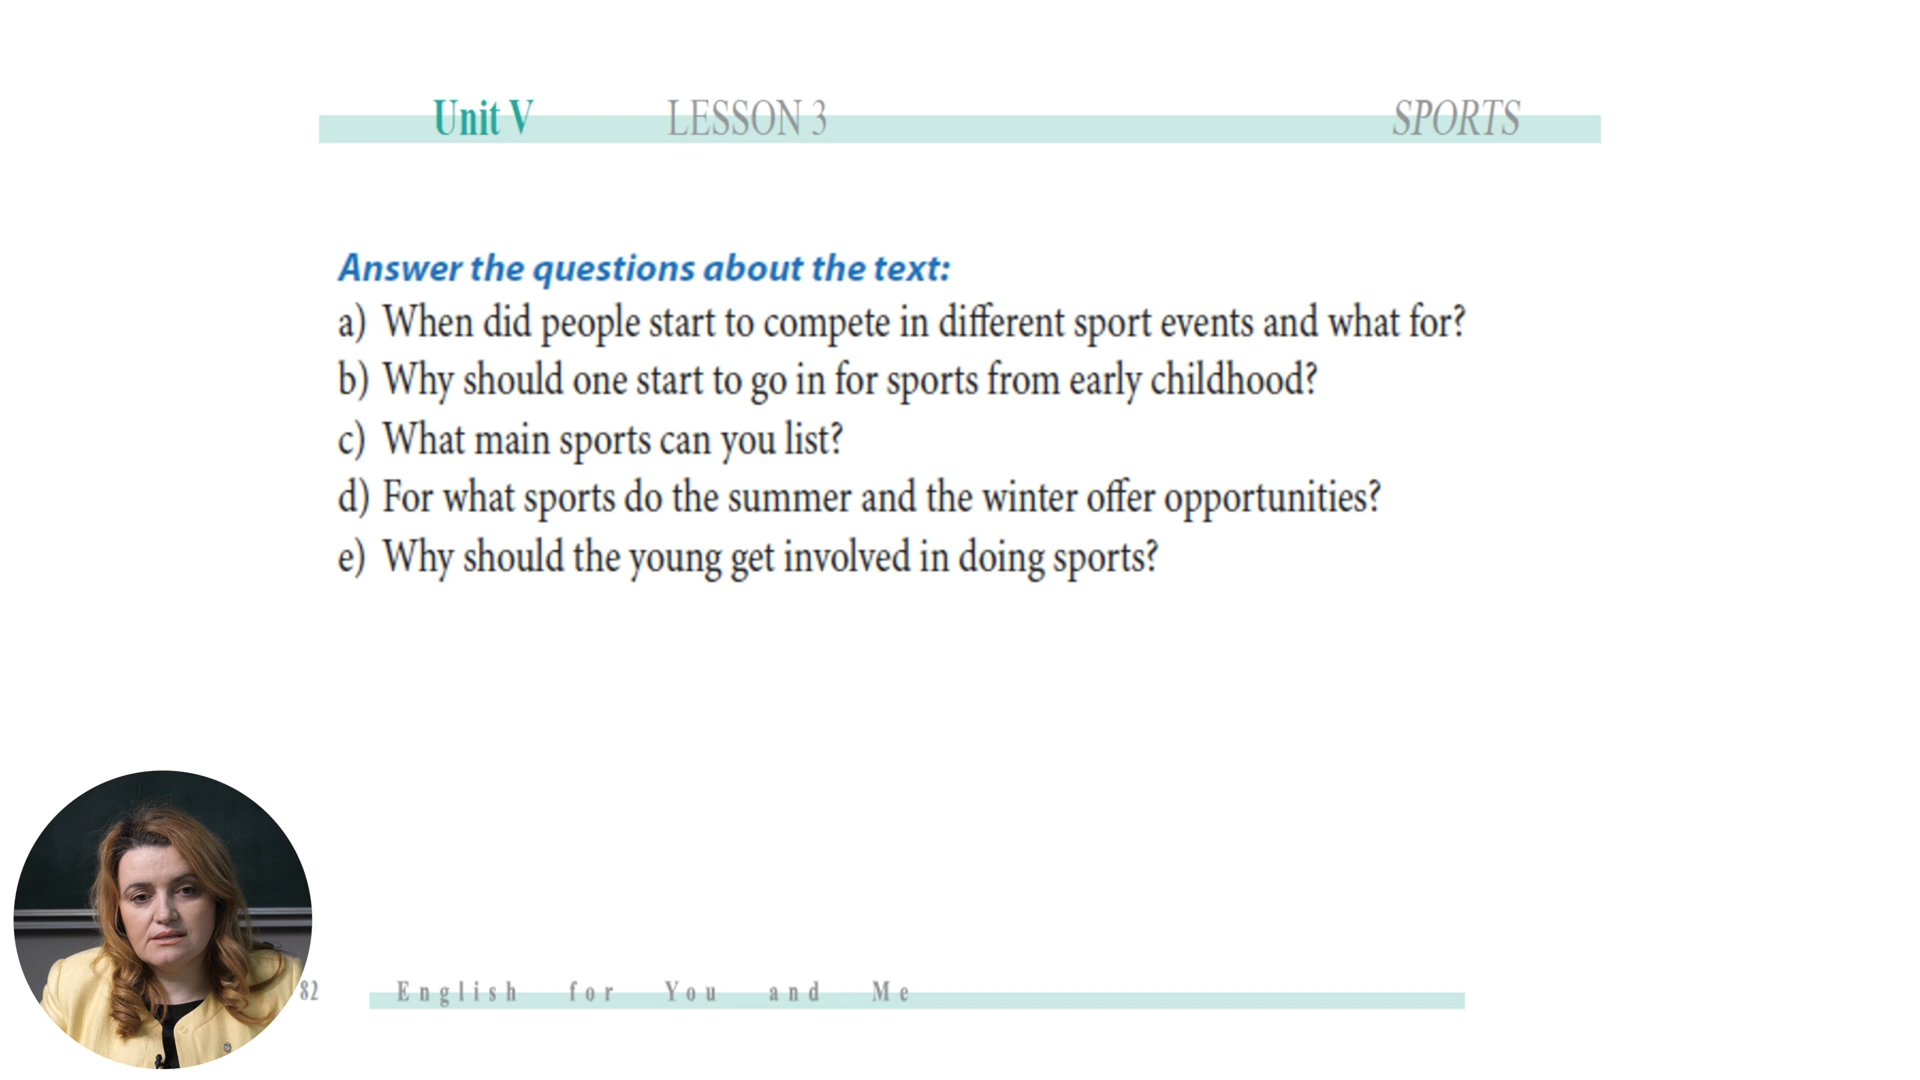 Unit V LESSON 3 SPORTS
Answer the questions about the text:
a) When did people start to compete in different sport events and what for?
b) Why should one start to go in for sports from early childhood?
c) What main sports can you list?
d) For what sports do the summer and the winter offer opportunities?
e) Why should the young get involved in doing sports?
82 English for You and Me